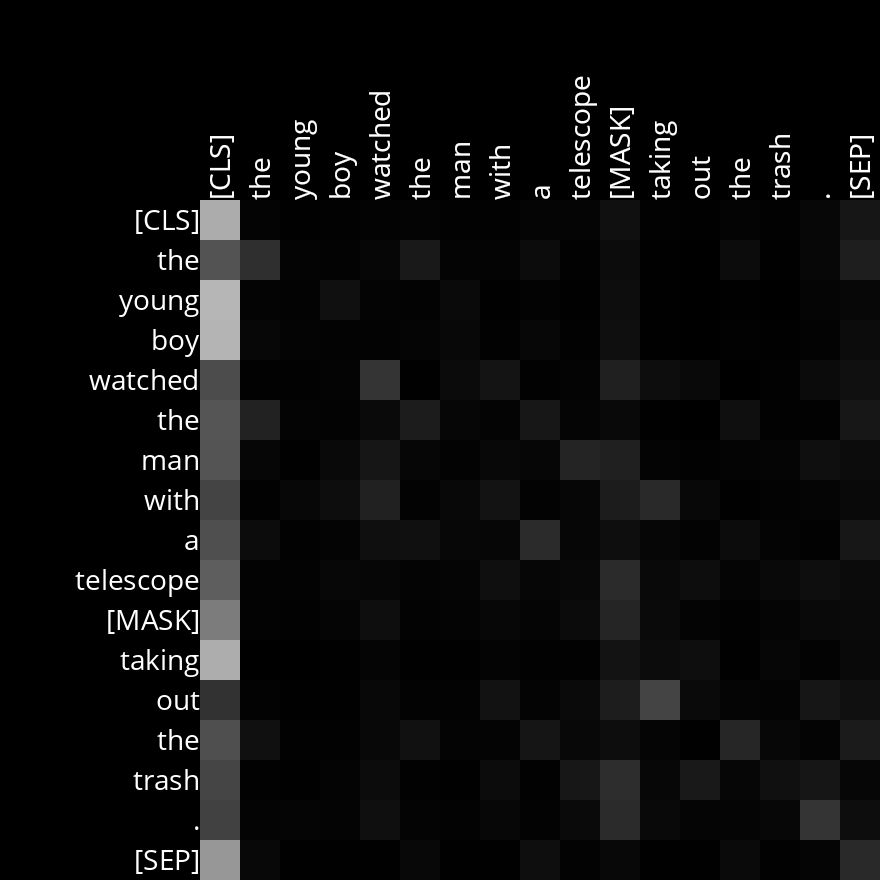 [CLS] the young boy watched the man with a telescope [MASK] taking out the trash . [SEP]
[CLS]
the
young
boy
watched
the
man
with
a
telescope
[MASK]
taking
out
the
trash
.
[SEP]